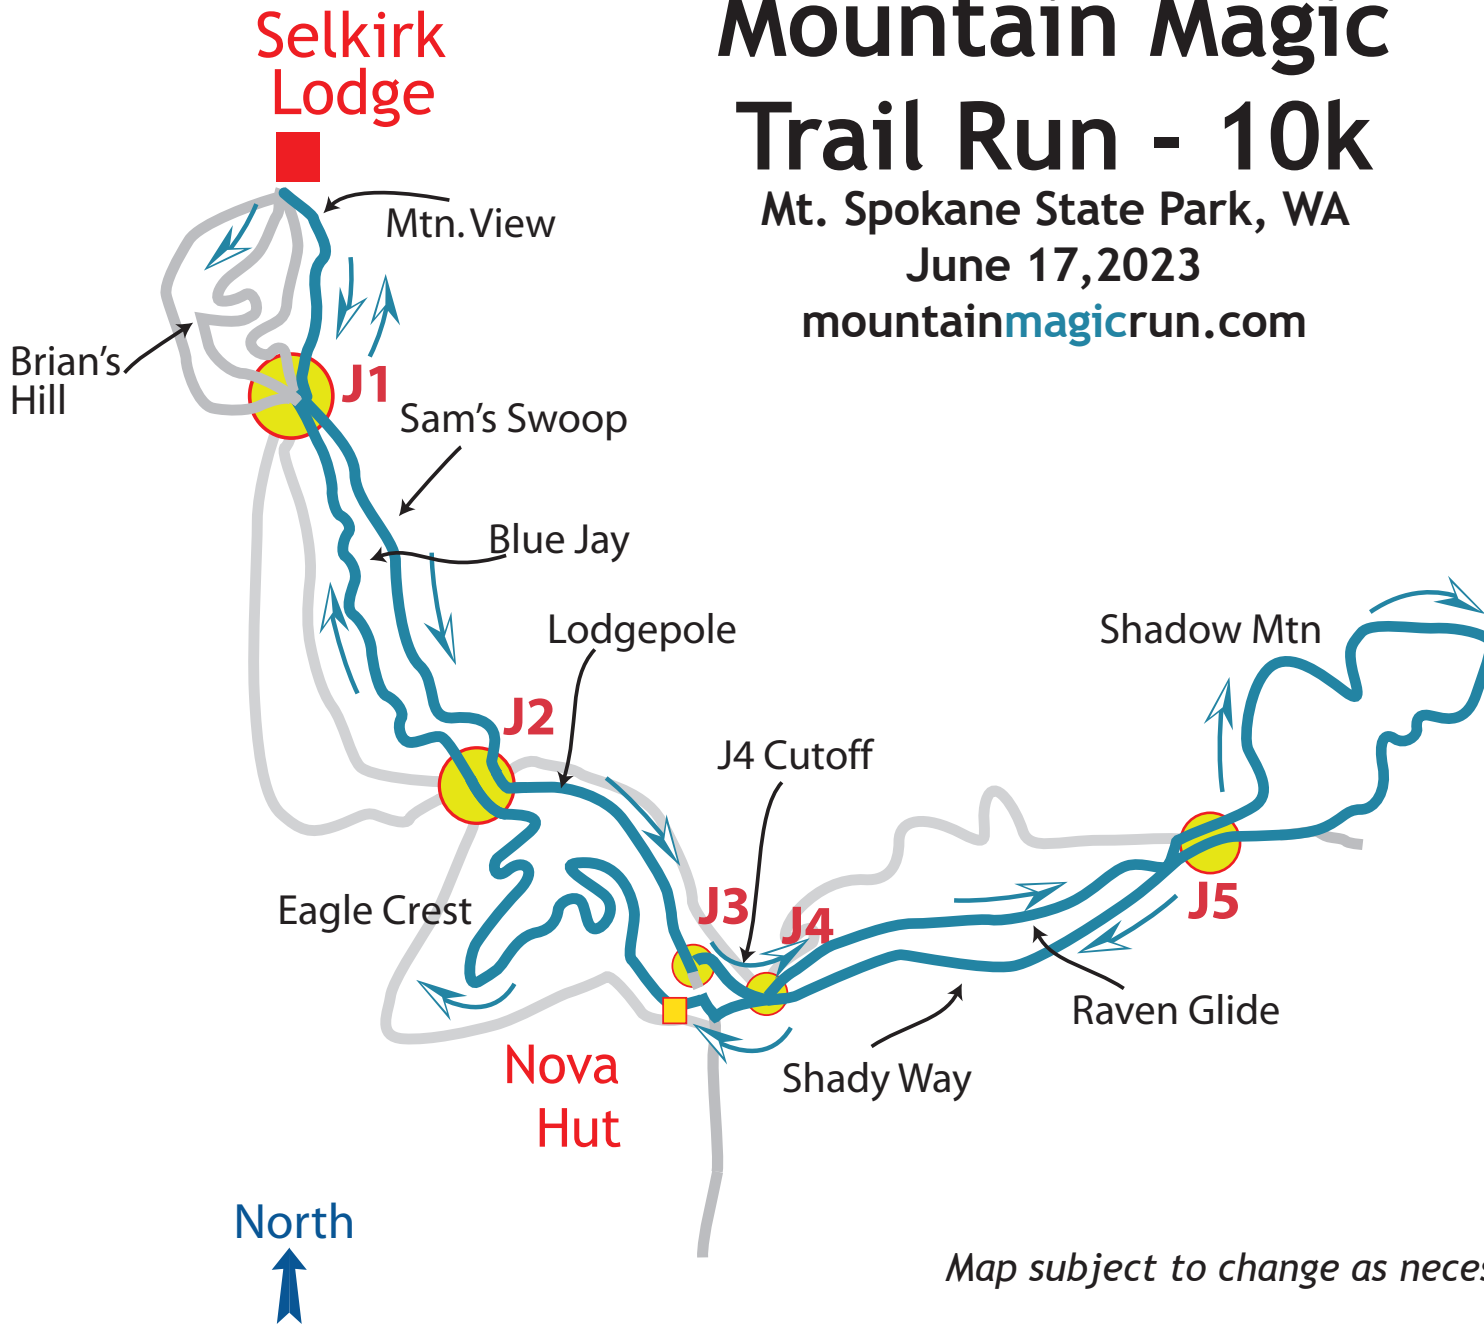 Selkirk
Lodge
Mountain Magic
Trail Run - 10k
Mt. Spokane State Park, WA
June 17,2023
mountainmagicrun.com
Mtn. View
Brian's
Hill
J1
Sam's Swoop
Blue Jay
Lodgepole
Shadow Mtn
J2
J4 Cutoff
Eagle Crest
J3
J4
J5
Raven Glide
Shady Way
Nova
Hut
North
Map subject to change as